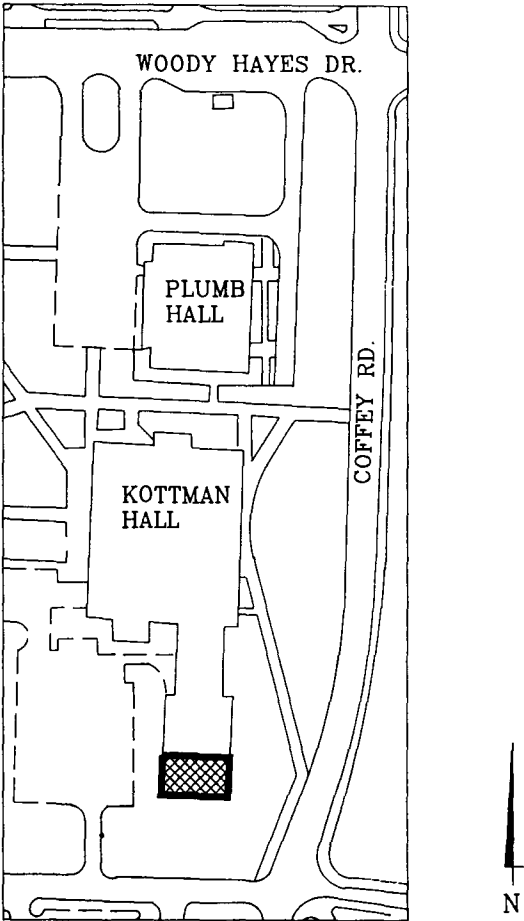 WOODY HAYES DR.
PLUMB
HALL
COFFEY RD.
KOTTMAN
HALL
N